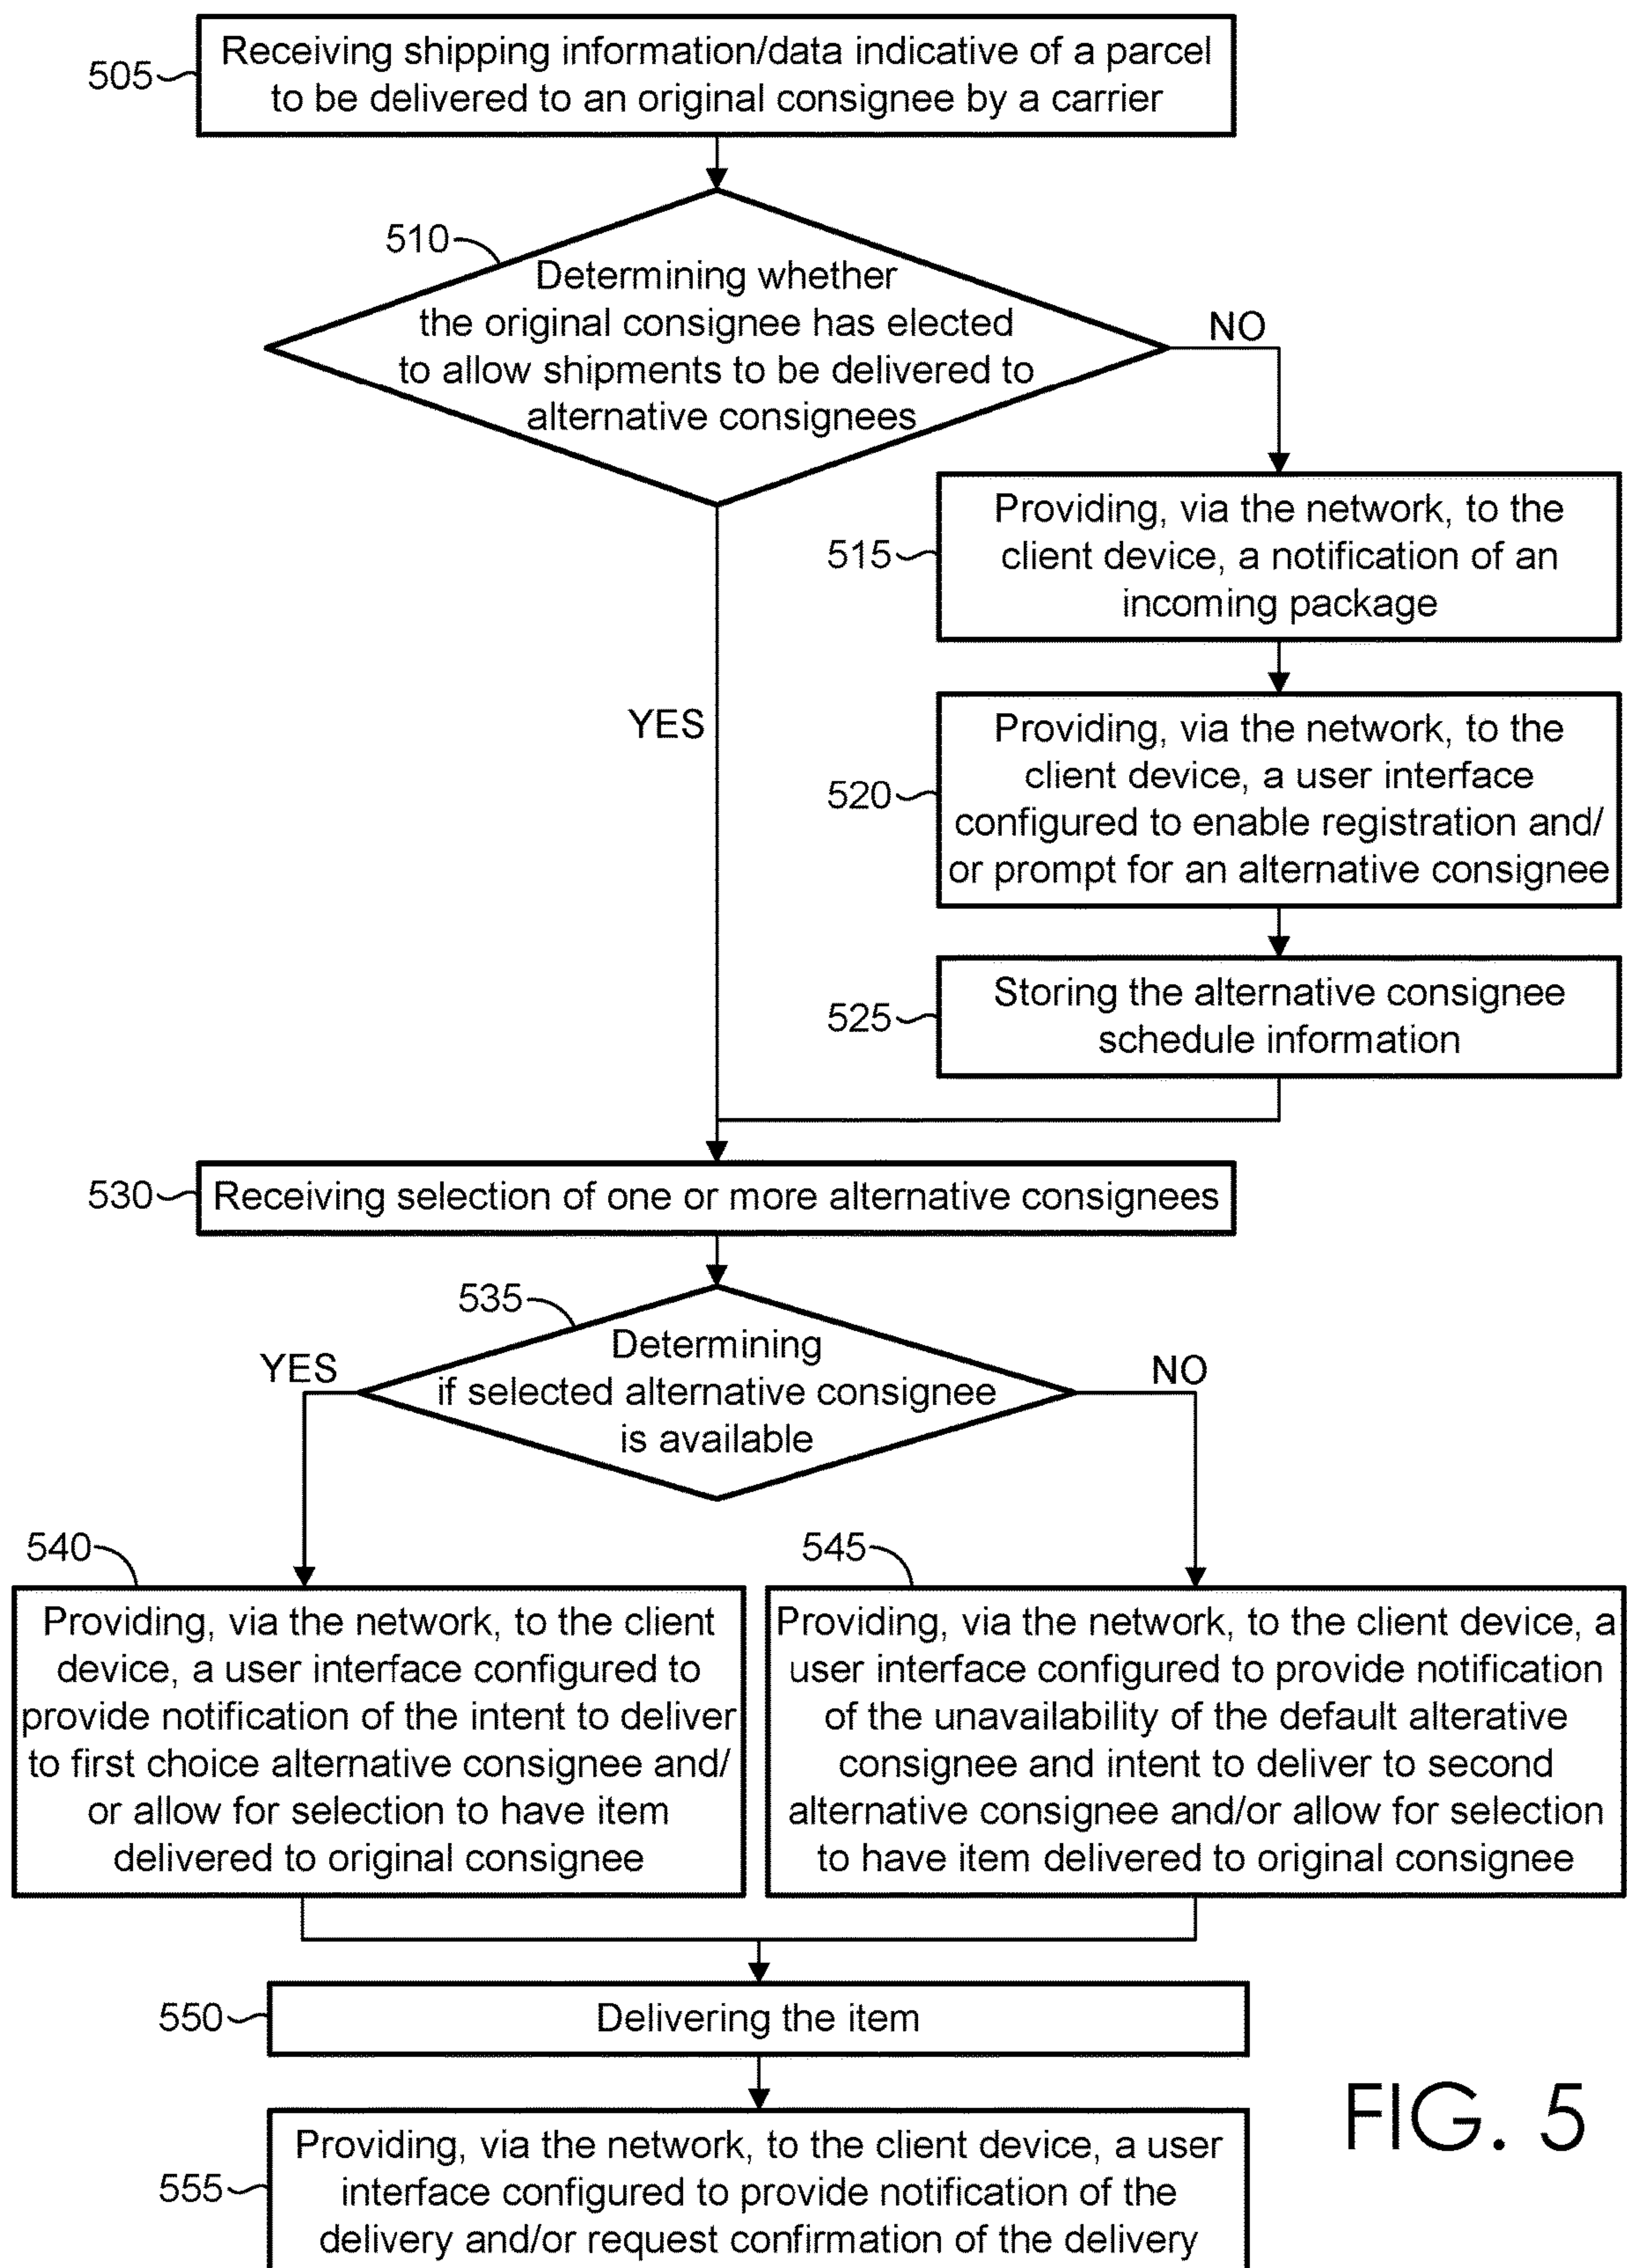 505
Receiving shipping information/data indicative of a parcel
to be delivered to an original consignee by a carrier
510
Determining whether
the original consignee has elected
to allow shipments to be delivered to
alternative consignees
NO
YES
515
Providing, via the network, to the
client device, a notification of an
incoming package
520
Providing, via the network, to the
client device, a user interface
configured to enable registration and/
or prompt for an alternative consignee
525
Storing the alternative consignee
schedule information
530
Receiving selection of one or more alternative consignees
535
Determining
if selected alternative consignee
is available
YES
NO
540
Providing, via the network, to the client
device, a user interface configured to
provide notification of the intent to deliver
to first choice alternative consignee and/
or allow for selection to have item
delivered to original consignee
545
Providing, via the network, to the client device, a
user interface configured to provide notification
of the unavailability of the default alterative
consignee and intent to deliver to second
alternative consignee and/or allow for selection
to have item delivered to original consignee
550
Delivering the item
555
Providing, via the network, to the client device, a user
interface configured to provide notification of the
delivery and/or request confirmation of the delivery
FIG. 5